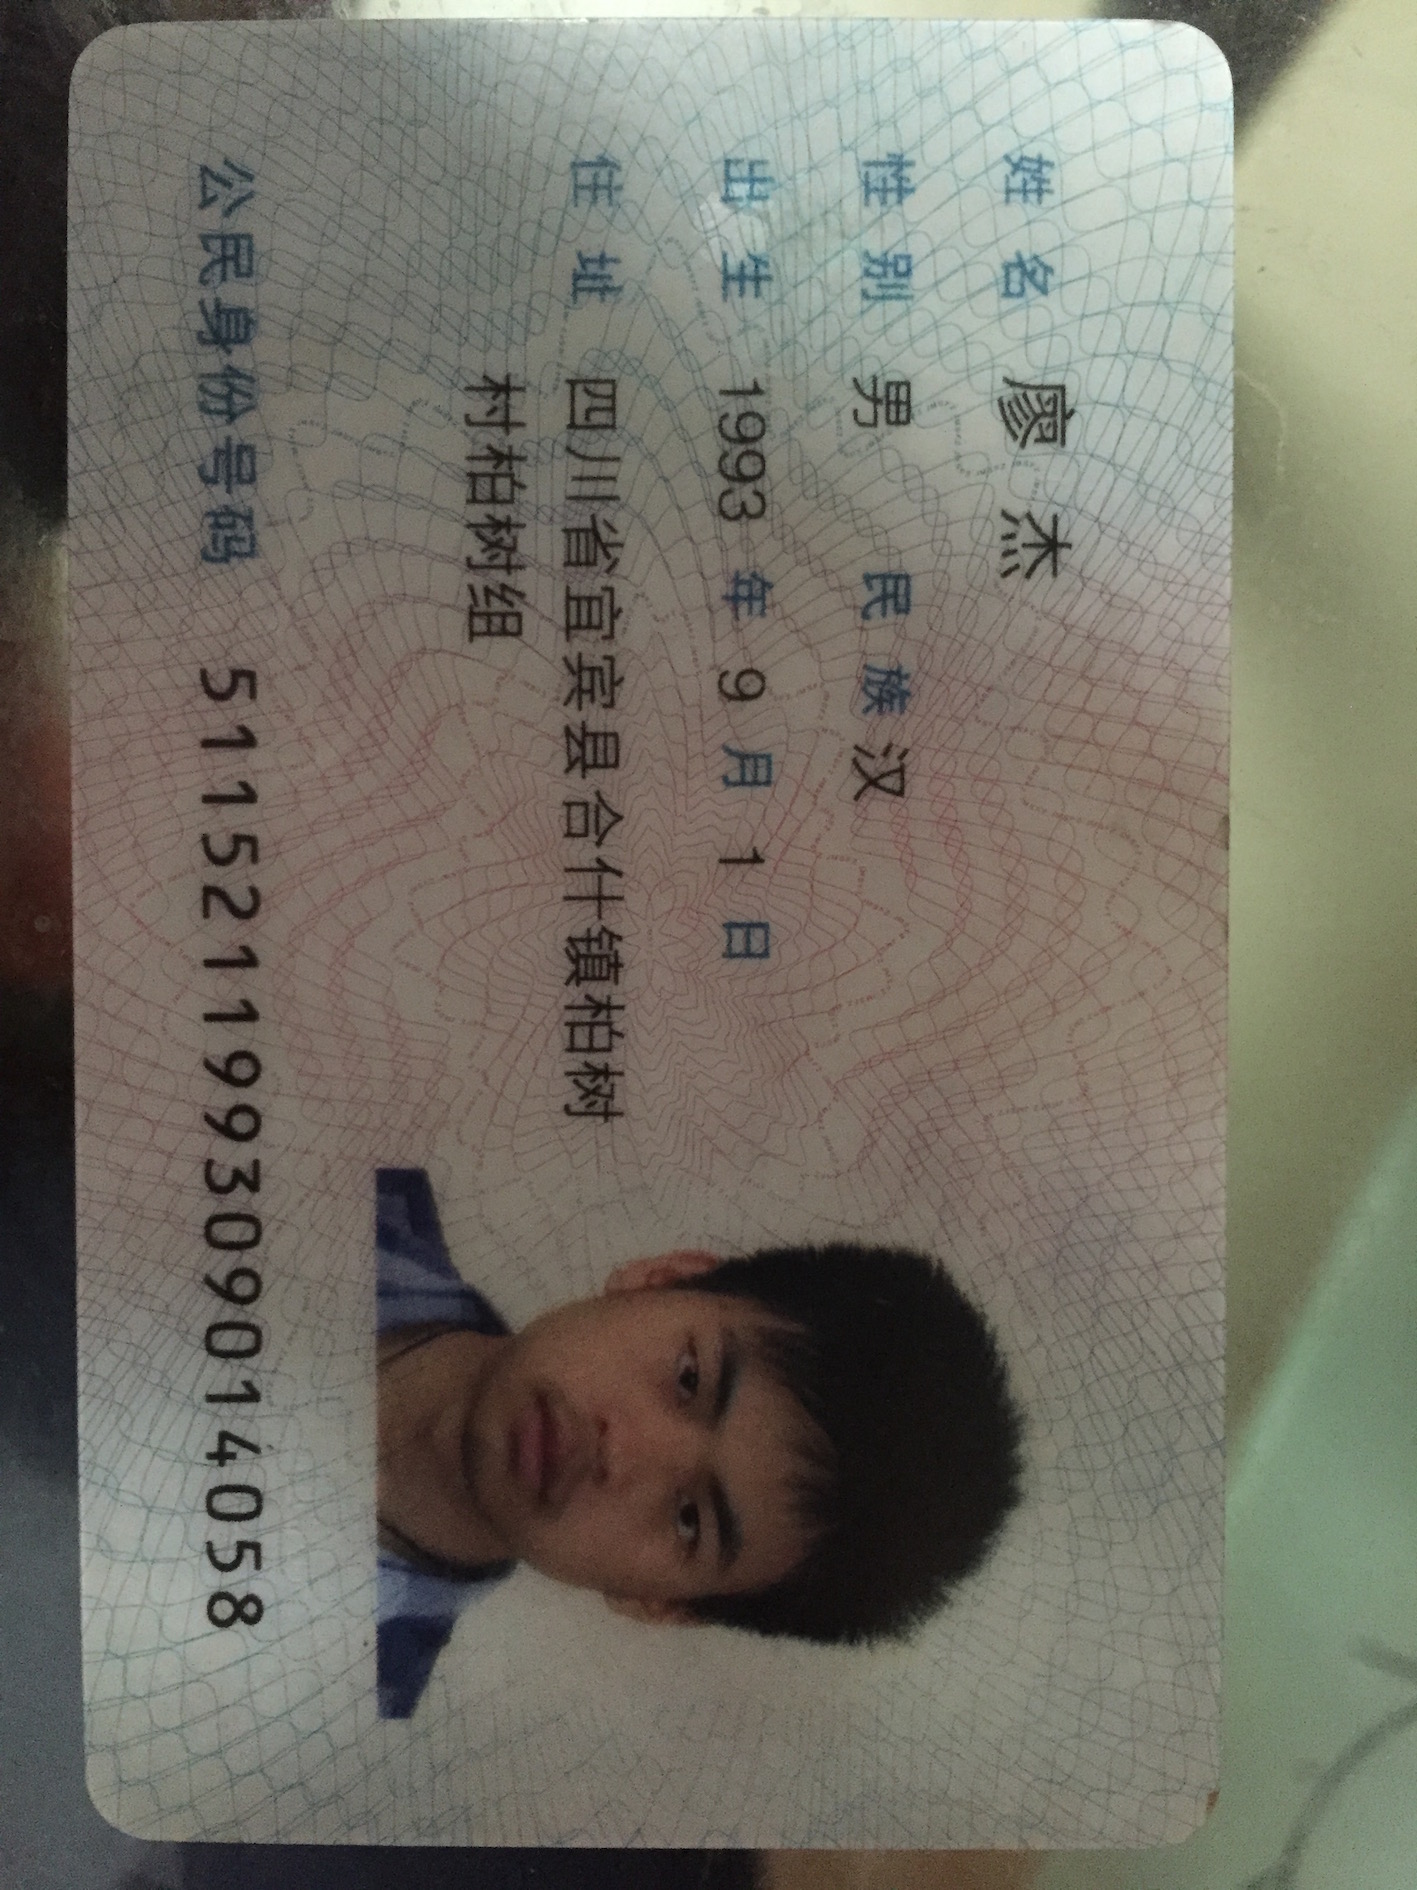 姓名 廖杰
性别 男 民族 汉
出生 1993 年 9 月 1 日
住址 四川省宜宾县合什镇柏树
村柏树组
公民身份号码 511521199309014058